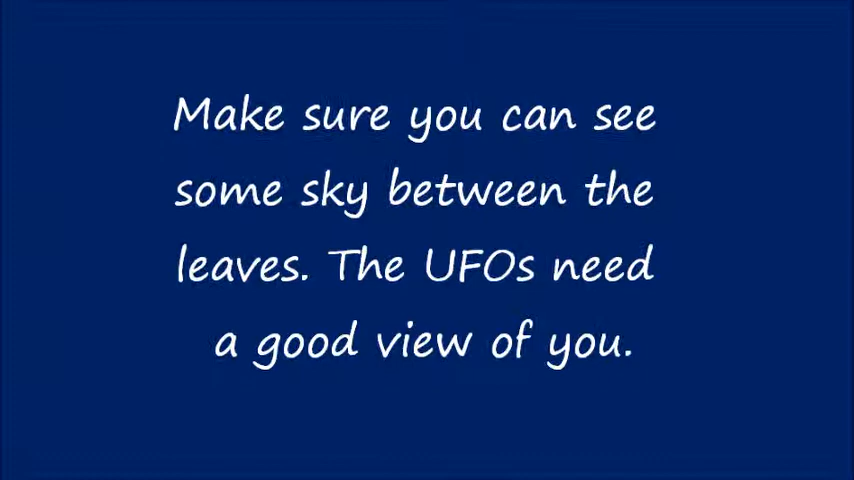 Make sure you can see
some sky between the
leaves. The UFOs need
a good view of you.